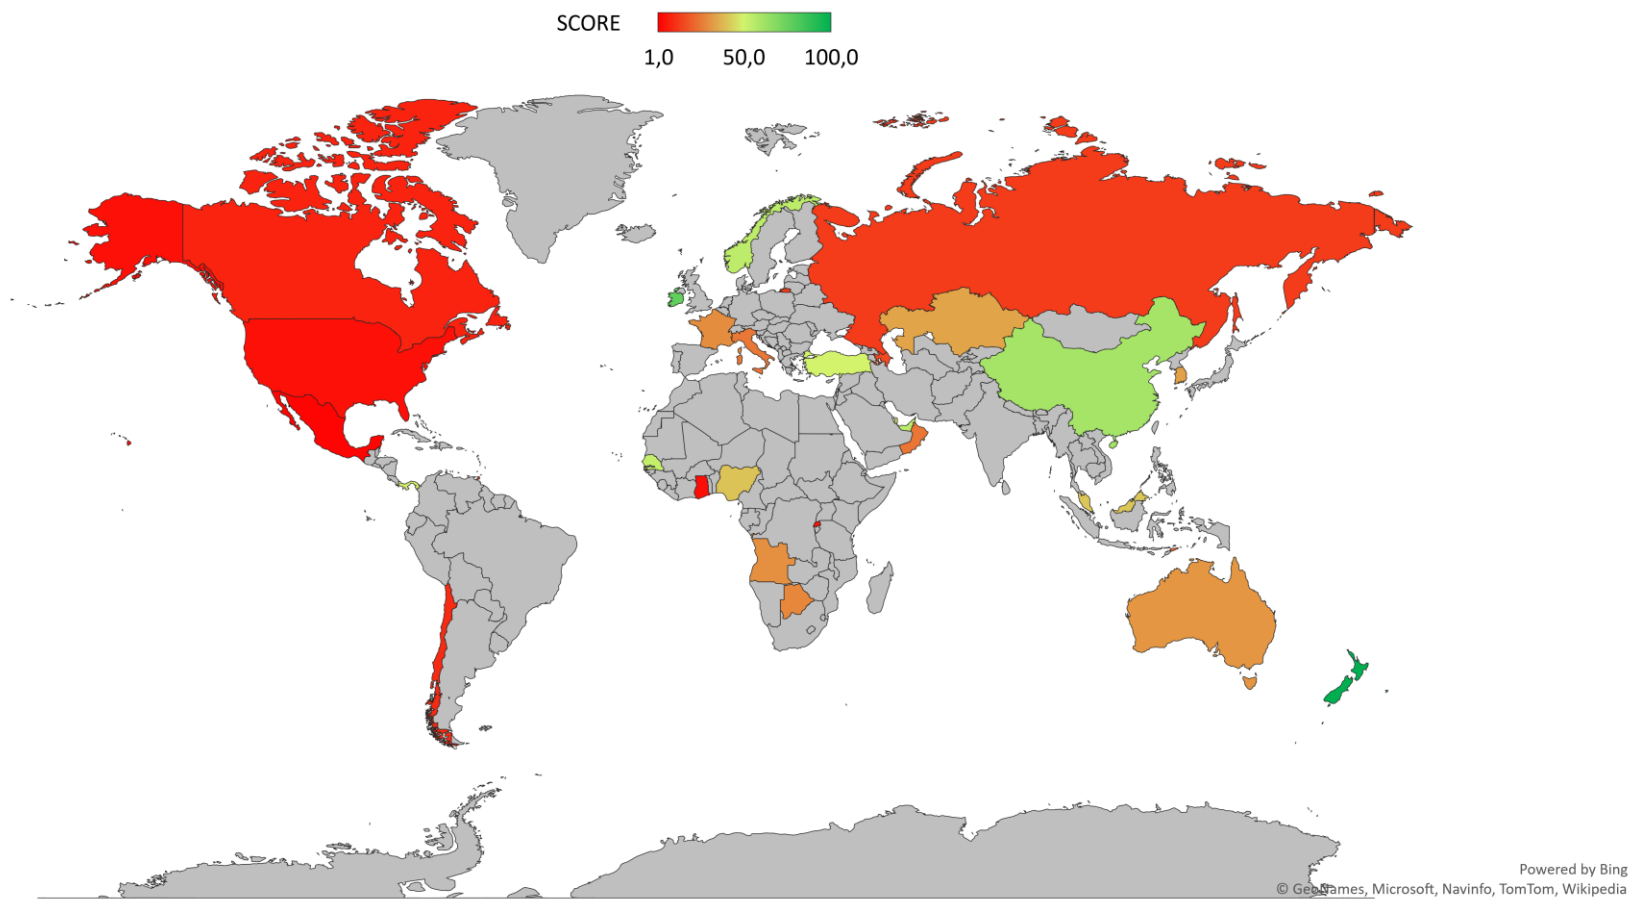 SCORE
1,0 50,0 100,0
Powered by Bing
© GeoNames, Microsoft, Navinfo, TomTom, Wikipedia